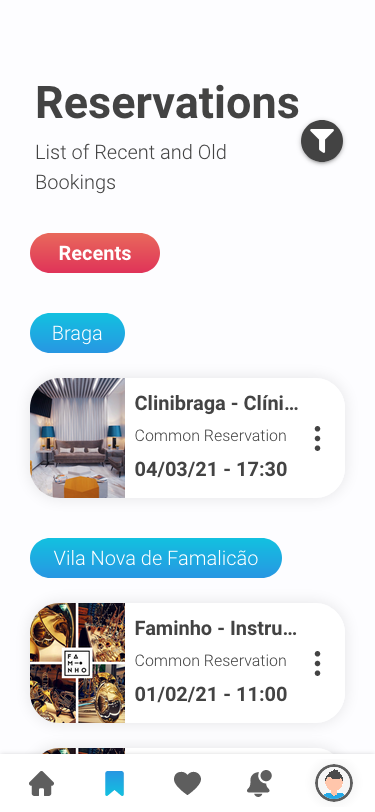 Reservations
List of Recent and Old
Bookings
Recents
Braga
Clinibraga - Clíni...
Common Reservation
04/03/21 - 17:30
Vila Nova de Famalicão
Faminho - Instru...
FA
MI
NHO
Common Reservation
01/02/21 - 11:00